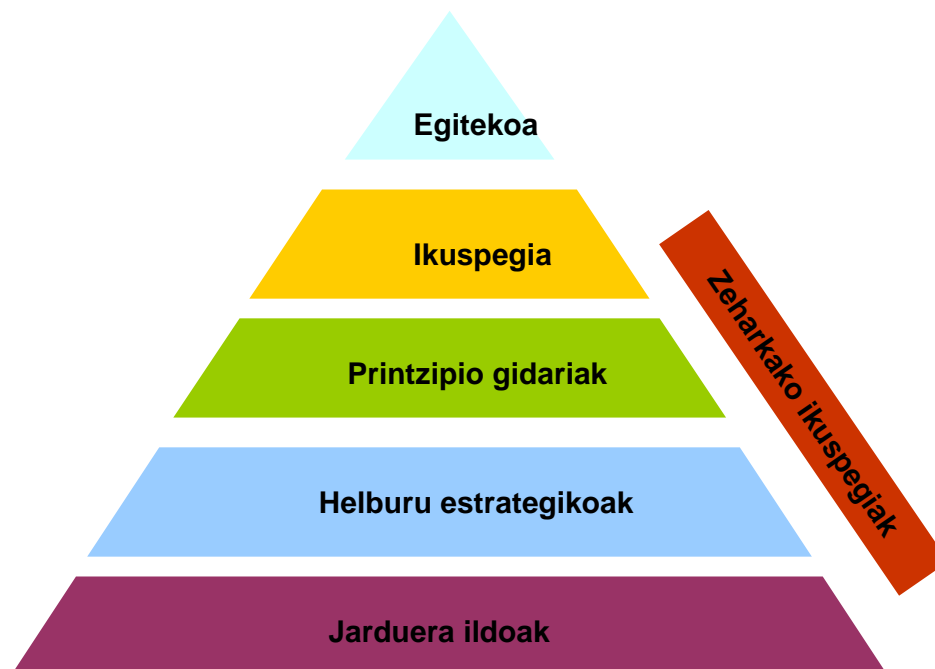 Egitekoa
Ikuspegia
Zeharkako ikuspegiak
Printzipio gidariak
Helburu estrategikoak
Jarduera ildoak